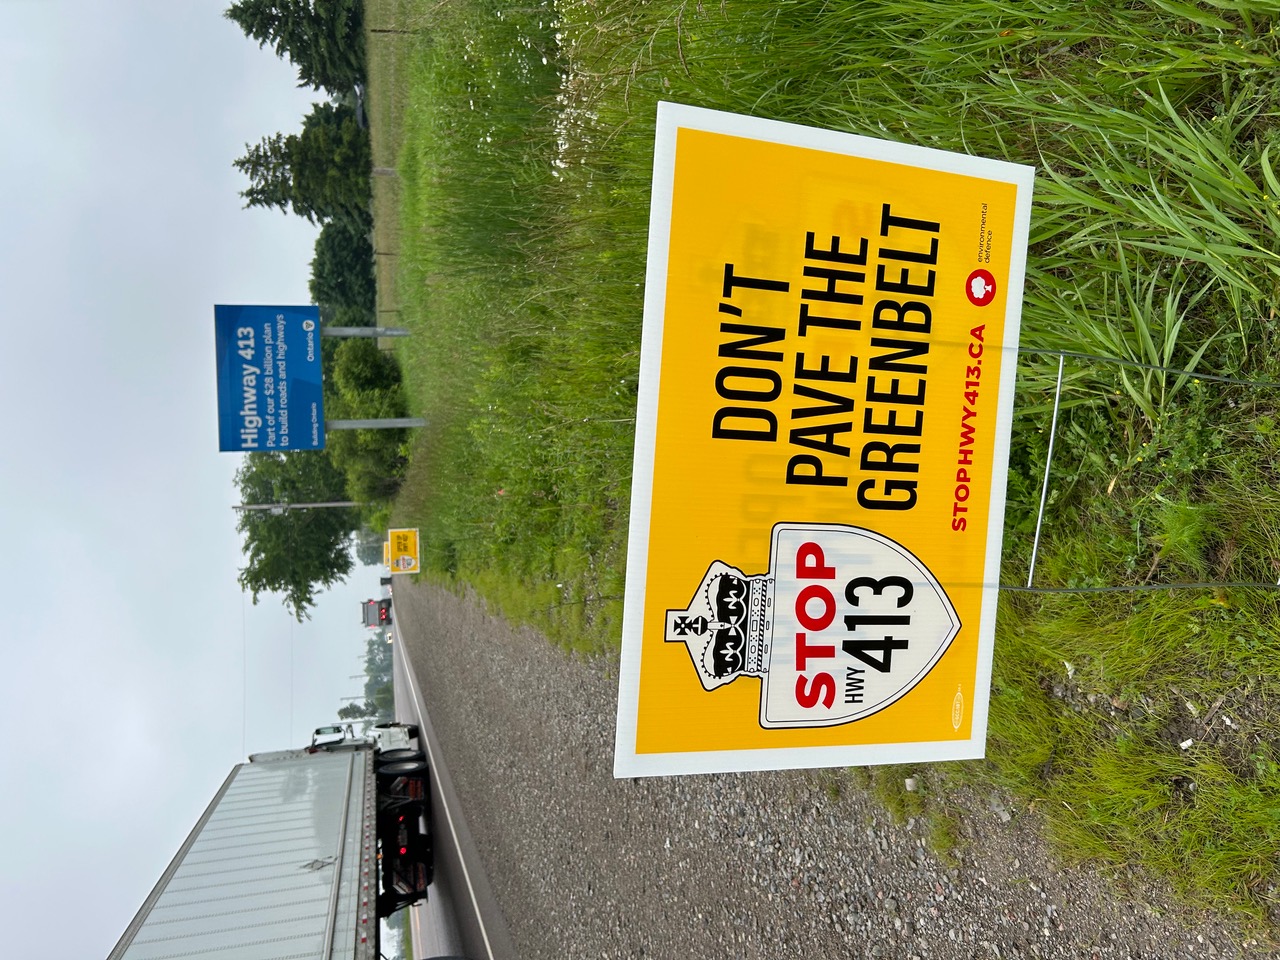 Highway 413
Part of our $28 billion plan
to build roads and highways
Building Ontario
Ontario
STOP
HWY 413
DON'T
PAVE THE
GREENBELT
STOPHWY413.CA
environmental
defence